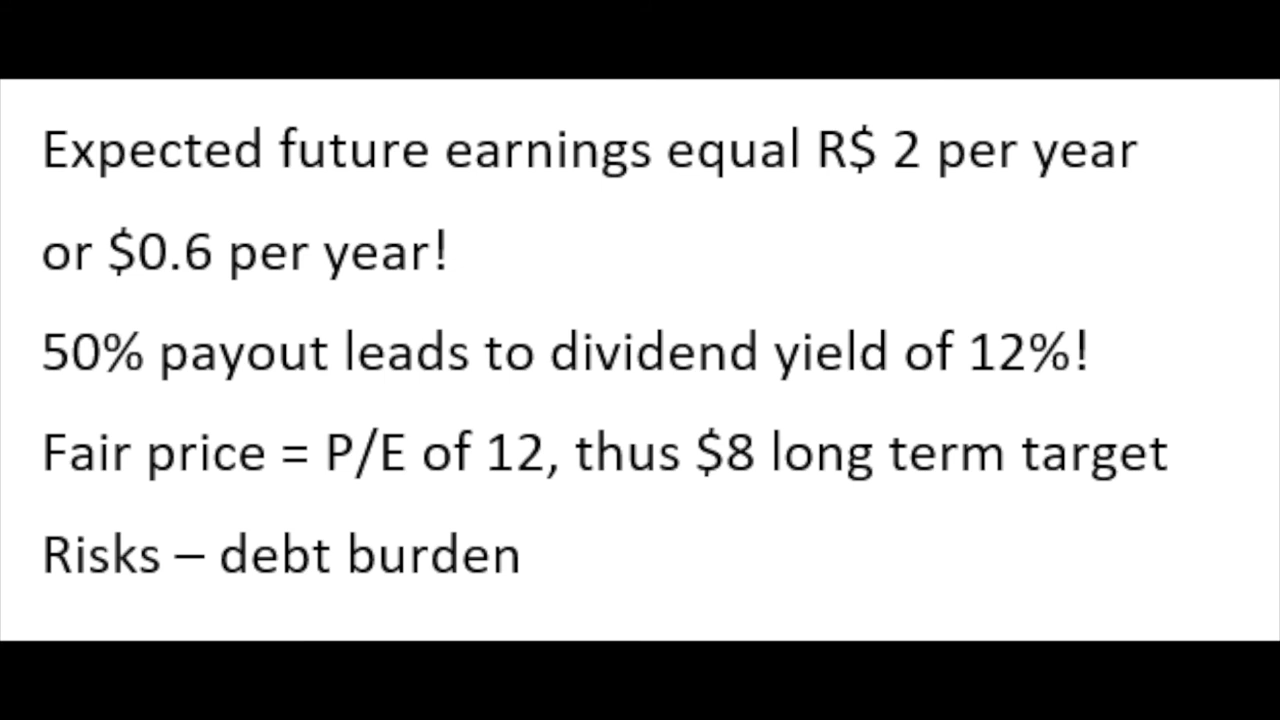 Expected future earnings equal R$ 2 per year
or $0.6 per year!
50% payout leads to dividend yield of 12%!
Fair price = P/E of 12, thus $8 long term target
Risks – debt burden